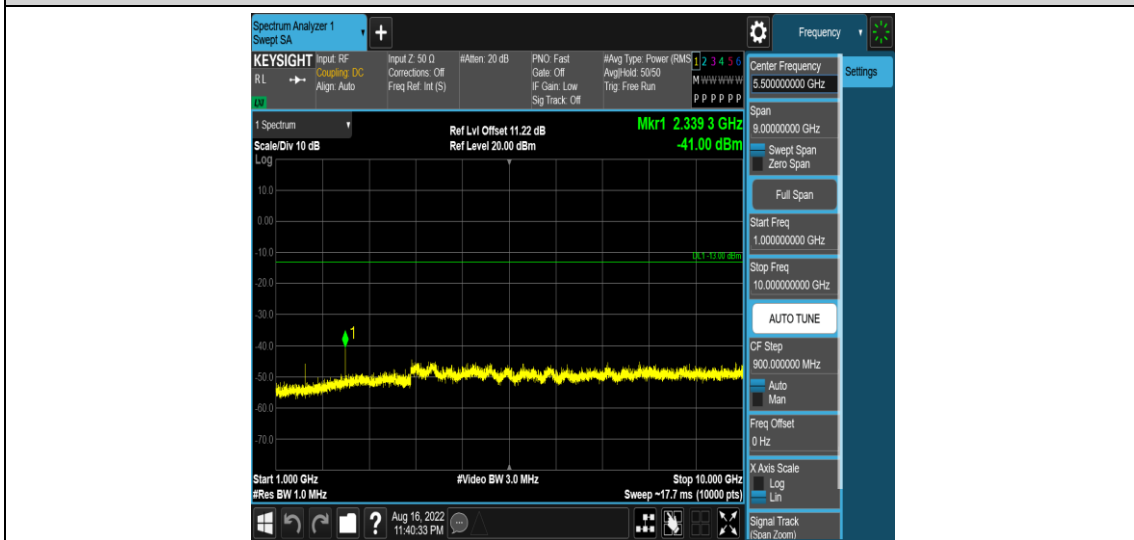 Spectrum Analyzer 1
Swept SA
+
Frequency
KEYSIGHT
RL
LXI
Input: RF
Coupling: DC
Align: Auto
Input Z: 50 Ω
Corrections: Off
Freq Ref: Int (S)
#Atten: 20 dB
PNO: Fast
Gate: Off
IF Gain: Low
Sig Track: Off
#Avg Type: Power (RMS
Avg|Hold: 50/50
Trig: Free Run
1 2 3 4 5 6
M W W W W W
P P P P P P
1 Spectrum
Scale/Div 10 dB
Ref Lvl Offset 11.22 dB
Ref Level 20.00 dBm
Mkr1 2.339 3 GHz
-41.00 dBm
Log
10.0
0.00
-10.0
DL1 -13.00 dBm
-20.0
-30.0
1
-40.0
-50.0
-60.0
-70.0
Start 1.000 GHz
#Res BW 1.0 MHz
#Video BW 3.0 MHz
Stop 10.000 GHz
Sweep ~17.7 ms (10000 pts)
Center Frequency
5.500000000 GHz
Settings
Span
9.00000000 GHz
Swept Span
Zero Span
Full Span
Start Freq
1.000000000 GHz
Stop Freq
10.000000000 GHz
AUTO TUNE
CF Step
900.000000 MHz
Auto
Man
Freq Offset
0 Hz
X Axis Scale
Log
Lin
Signal Track
(Span Zoom)
?
Aug 16, 2022
11:40:33 PM